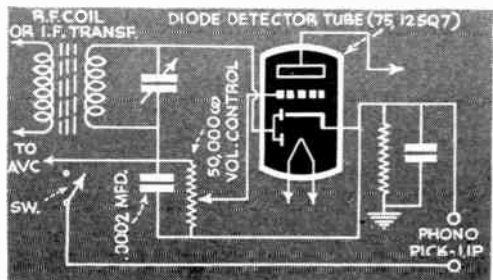 R.F. COIL
OR I.F. TRANSF.
DIODE DETECTOR TUBE (75, 12SQ7)
TO
AVC
SW.
.0002 MFD.
50,000 Ω
VOL. CONTROL
PHONO
PICK-UP